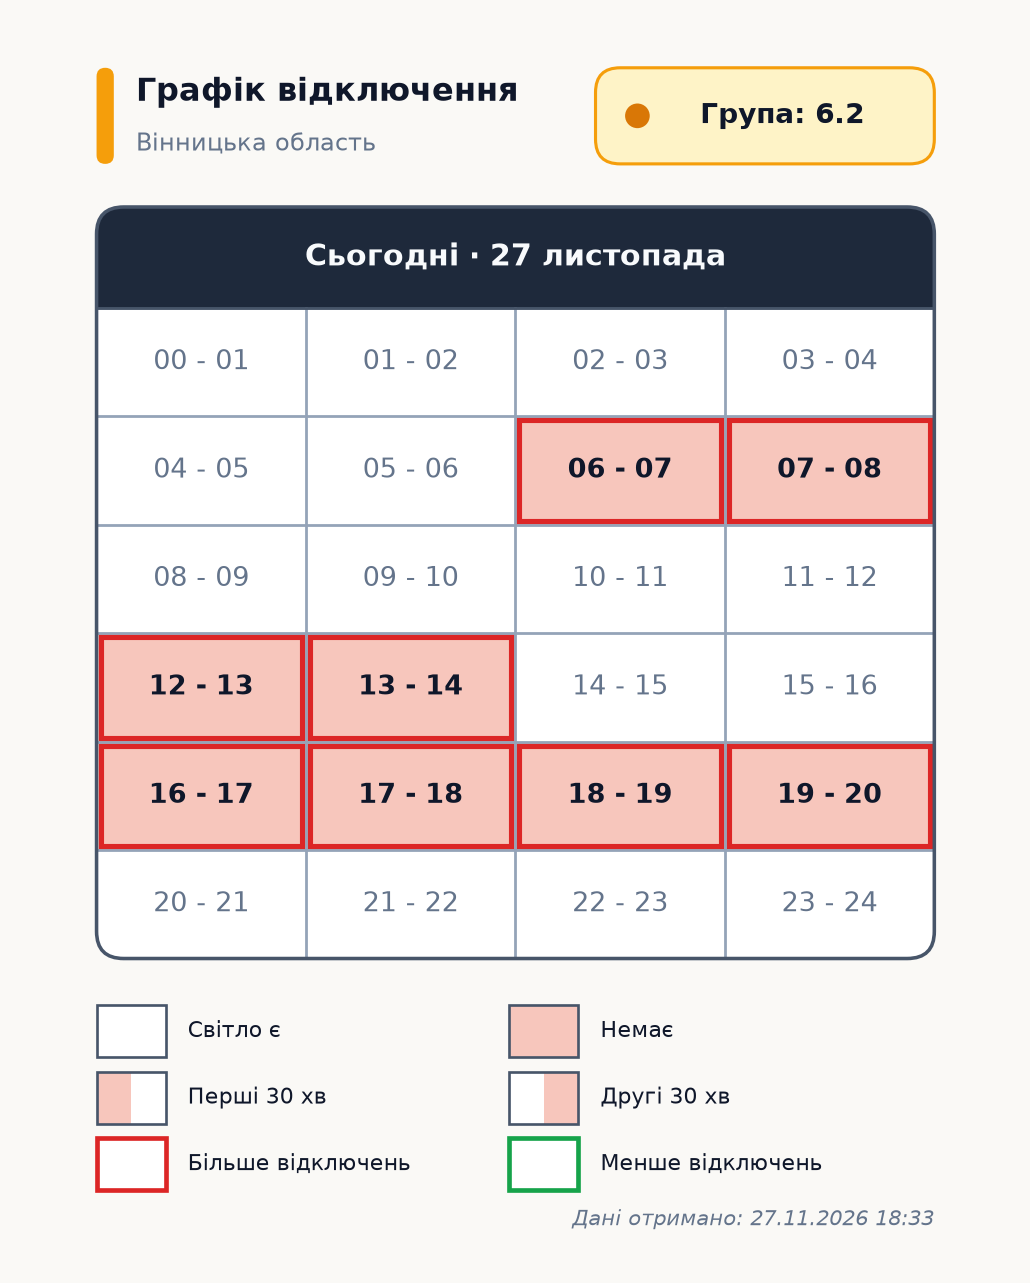 Графік відключення
Вінницька область
Група: 6.2
Сьогодні · 27 листопада
00 - 01 01 - 02 02 - 03 03 - 04
04 - 05 05 - 06 06 - 07 07 - 08
08 - 09 09 - 10 10 - 11 11 - 12
12 - 13 13 - 14 14 - 15 15 - 16
16 - 17 17 - 18 18 - 19 19 - 20
20 - 21 21 - 22 22 - 23 23 - 24
Світло є Немає
Перші 30 хв Другі 30 хв
Більше відключень Менше відключень
Дані отримано: 27.11.2026 18:33